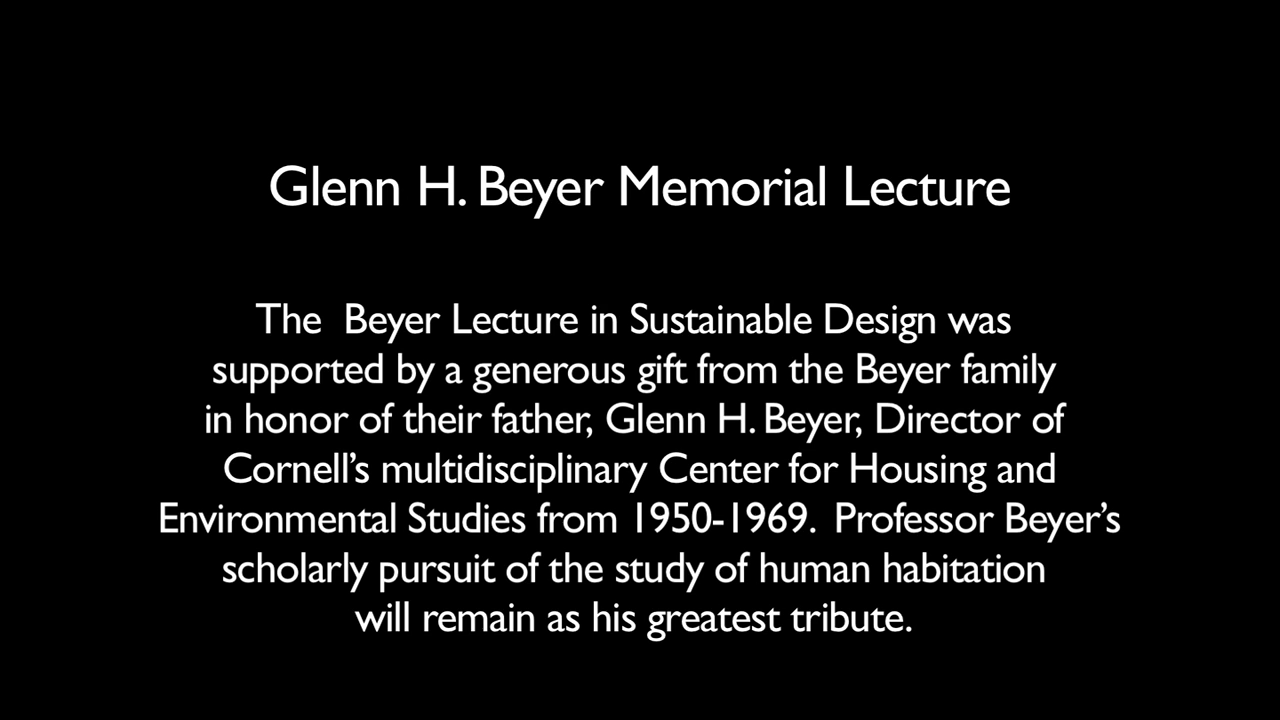 Glenn H. Beyer Memorial Lecture
The  Beyer Lecture in Sustainable Design was
supported by a generous gift from the Beyer family
in honor of their father, Glenn H. Beyer, Director of
Cornell’s multidisciplinary Center for Housing and
Environmental Studies from 1950-1969.  Professor Beyer’s
scholarly pursuit of the study of human habitation
will remain as his greatest tribute.